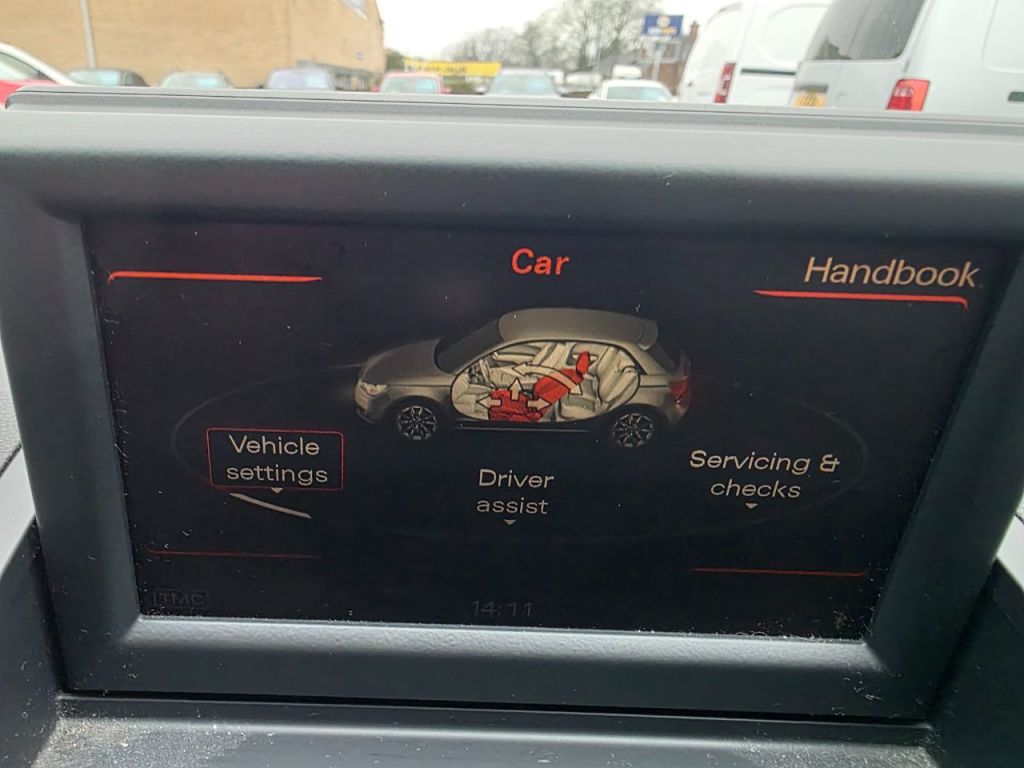 Car
Handbook
Vehicle
settings
Driver
assist
Servicing &
checks
TMC
14:11